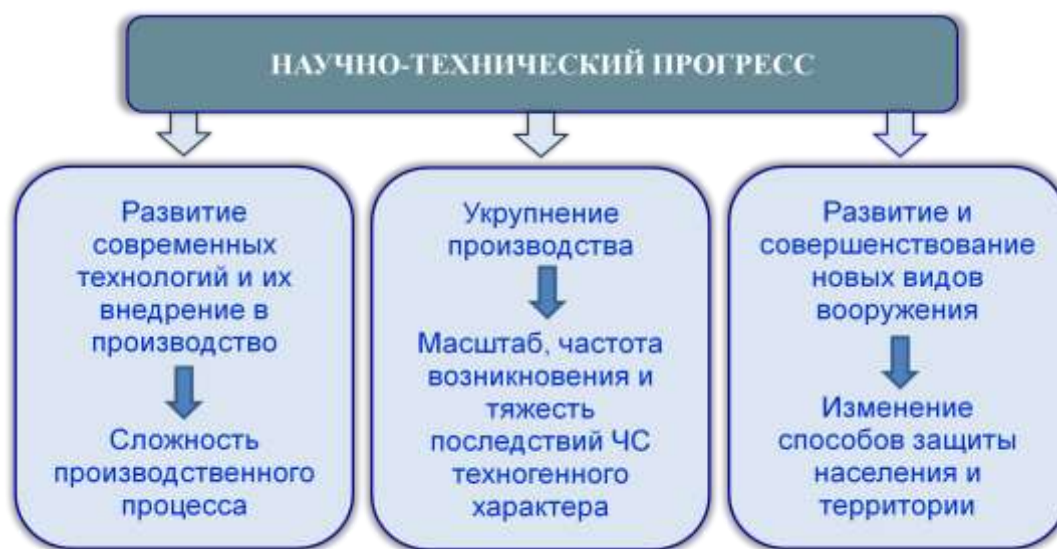 НАУЧНО-ТЕХНИЧЕСКИЙ ПРОГРЕСС
Развитие
современных
технологий и их
внедрение в
производство
Сложность
производственного
процесса
Укрупнение
производства
Масштаб, частота
возникновения и
тяжесть
последствий ЧС
техногенного
характера
Развитие и
совершенствование
новых видов
вооружения
Изменение
способов защиты
населения и
территории